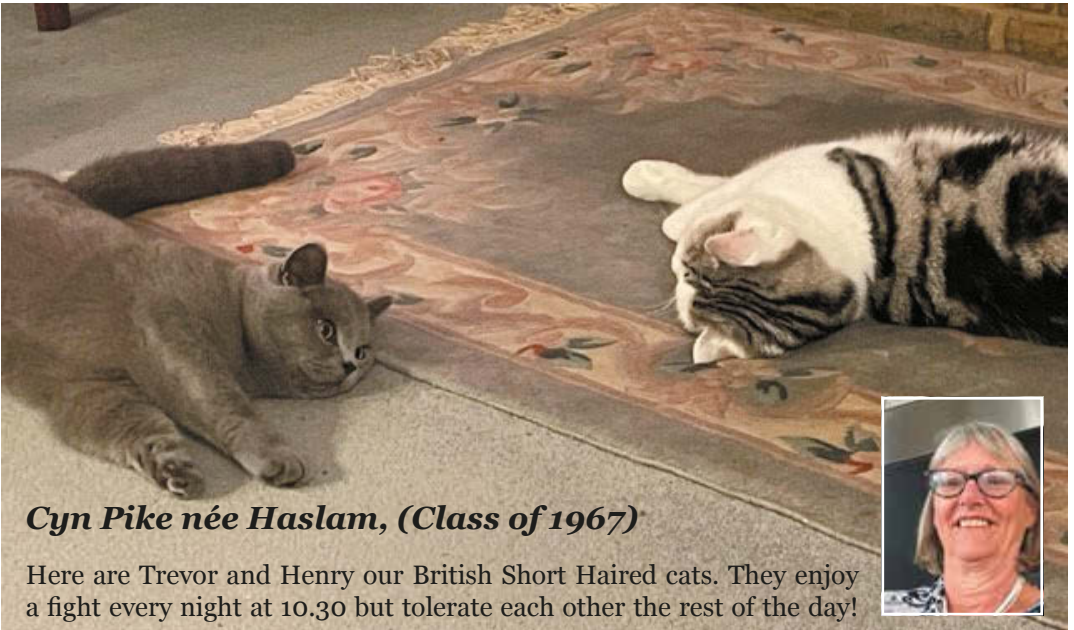 Cyn Pike née Haslam, (Class of 1967)
Here are Trevor and Henry our British Short Haired cats. They enjoy
a fight every night at 10.30 but tolerate each other the rest of the day!